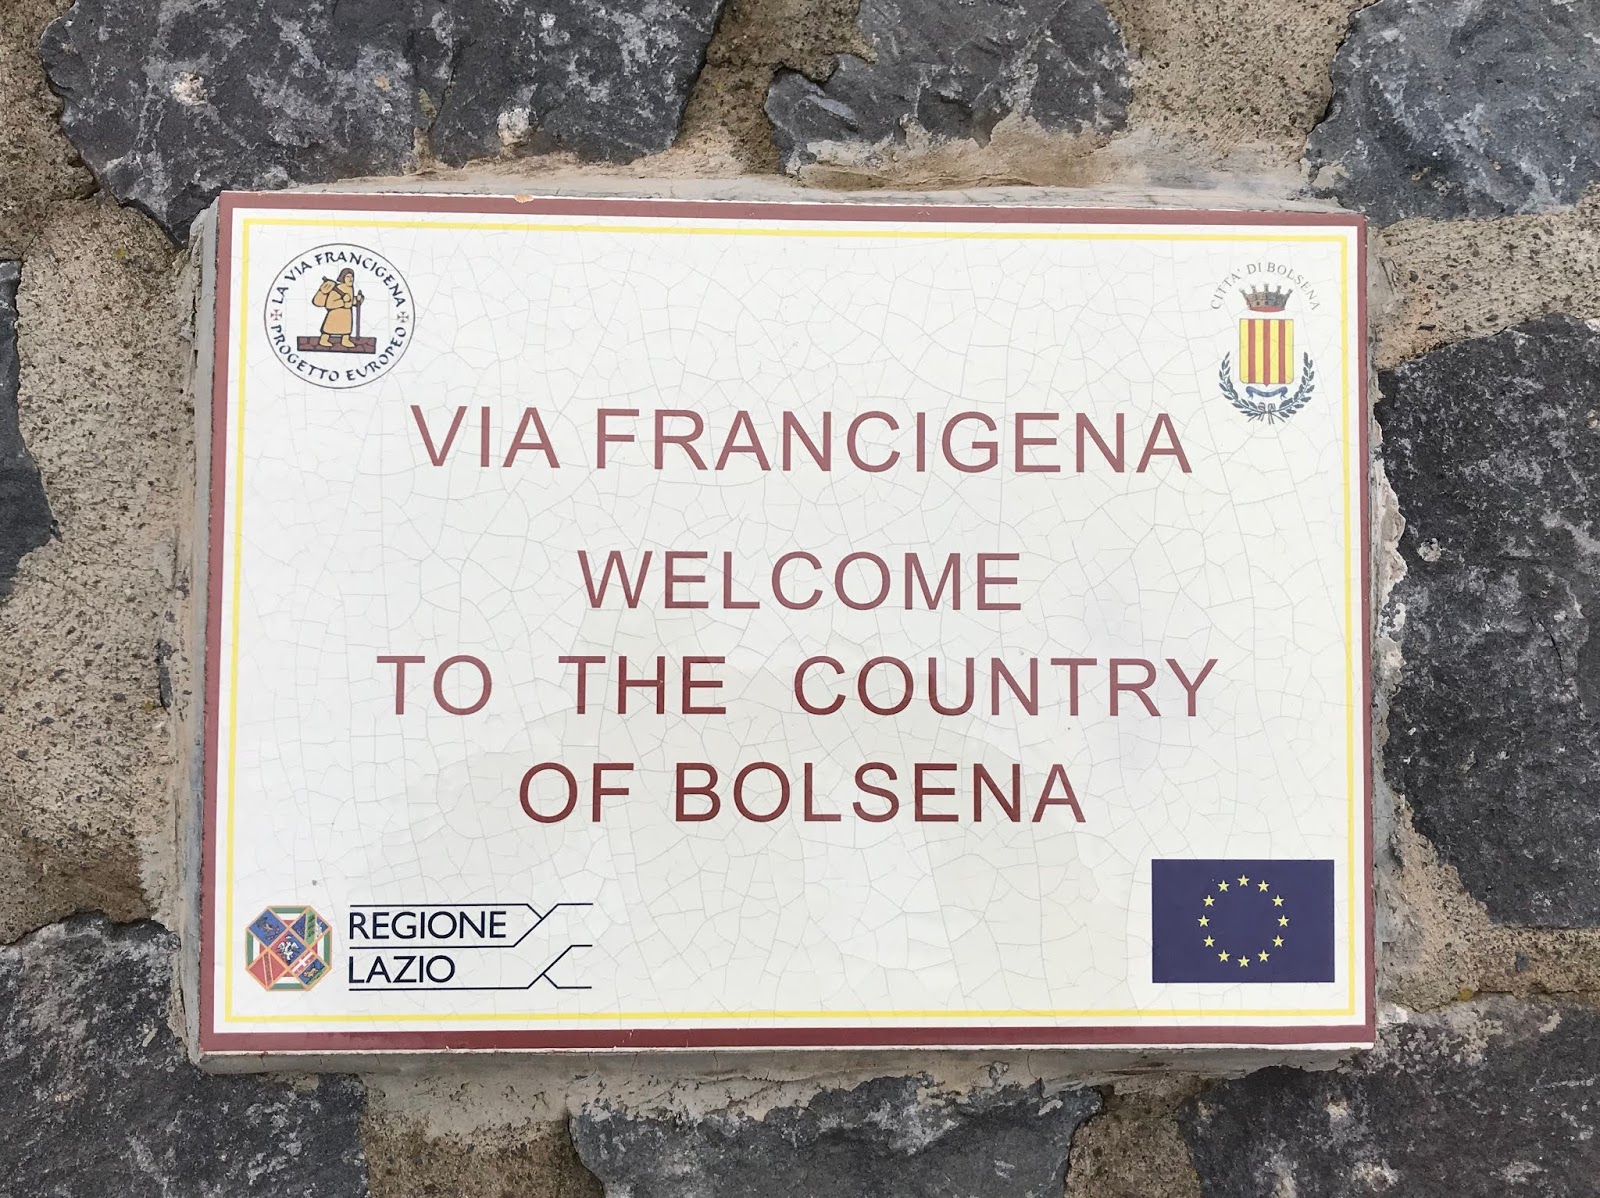 LA VIA FRANCIGENA
PROGETTO EUROPEO
CITTA' DI BOLSENA
VIA FRANCIGENA
WELCOME
TO THE COUNTRY
OF BOLSENA
REGIONE
LAZIO